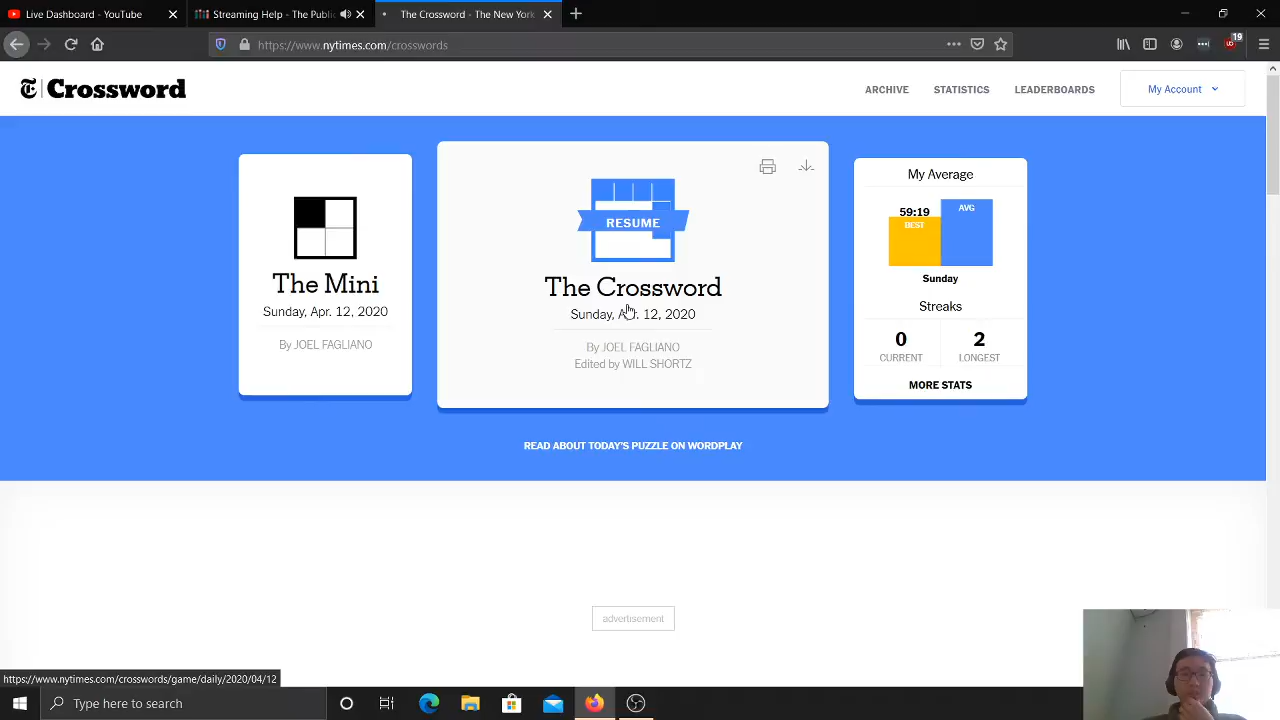 Live Dashboard - YouTube
Streaming Help - The Publi
The Crossword - The New York
https://www.nytimes.com/crosswords
19
Crossword
ARCHIVE
STATISTICS
LEADERBOARDS
My Account
The Mini
Sunday, Apr. 12, 2020
By JOEL FAGLIANO
RESUME
The Crossword
Sunday, Apr. 12, 2020
By JOEL FAGLIANO
Edited by WILL SHORTZ
My Average
59:19
BEST
AVG
Sunday
Streaks
0
CURRENT
2
LONGEST
MORE STATS
READ ABOUT TODAY'S PUZZLE ON WORDPLAY
advertisement
https://www.nytimes.com/crosswords/game/daily/2020/04/12
Type here to search